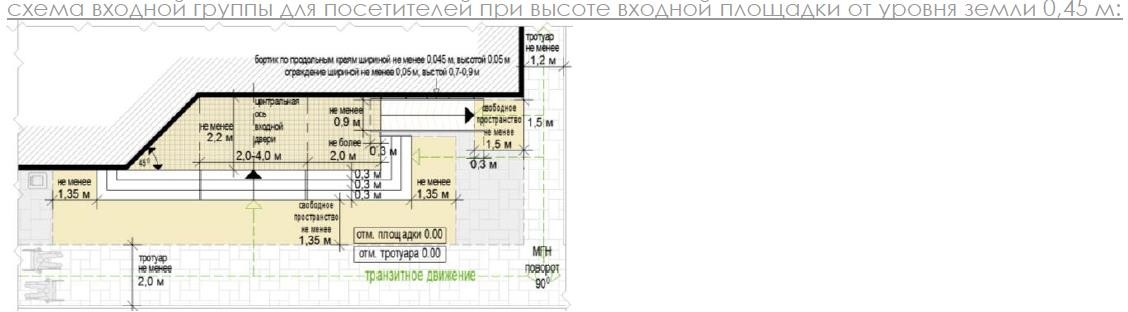 схема входной группы для посетителей при высоте входной площадки от уровня земли 0,45 м:
тротуар
не менее
1,2 м
бортик по продольным краям шириной не менее 0,045 м, высотой 0,05 м
ограждение шириной не менее 0,05 м, выстой 0,7-0,9 м
центральная
ось
входной
двери
не менее
2,2 м
не менее
0,9 м
свободное
пространство
не менее
1,5 м
1,5 м
45⁰
2,0-4,0 м
не более
2,0 м
0,3 м
0,3 м
0,3 м
0,3 м
0,3 м
не менее
1,35 м
не менее
1,35 м
свободное
пространство
не менее
1,35 м
отм. площадки 0.00
отм. тротуара 0.00
тротуар
не менее
2,0 м
транзитное движение
МГН
поворот
90⁰